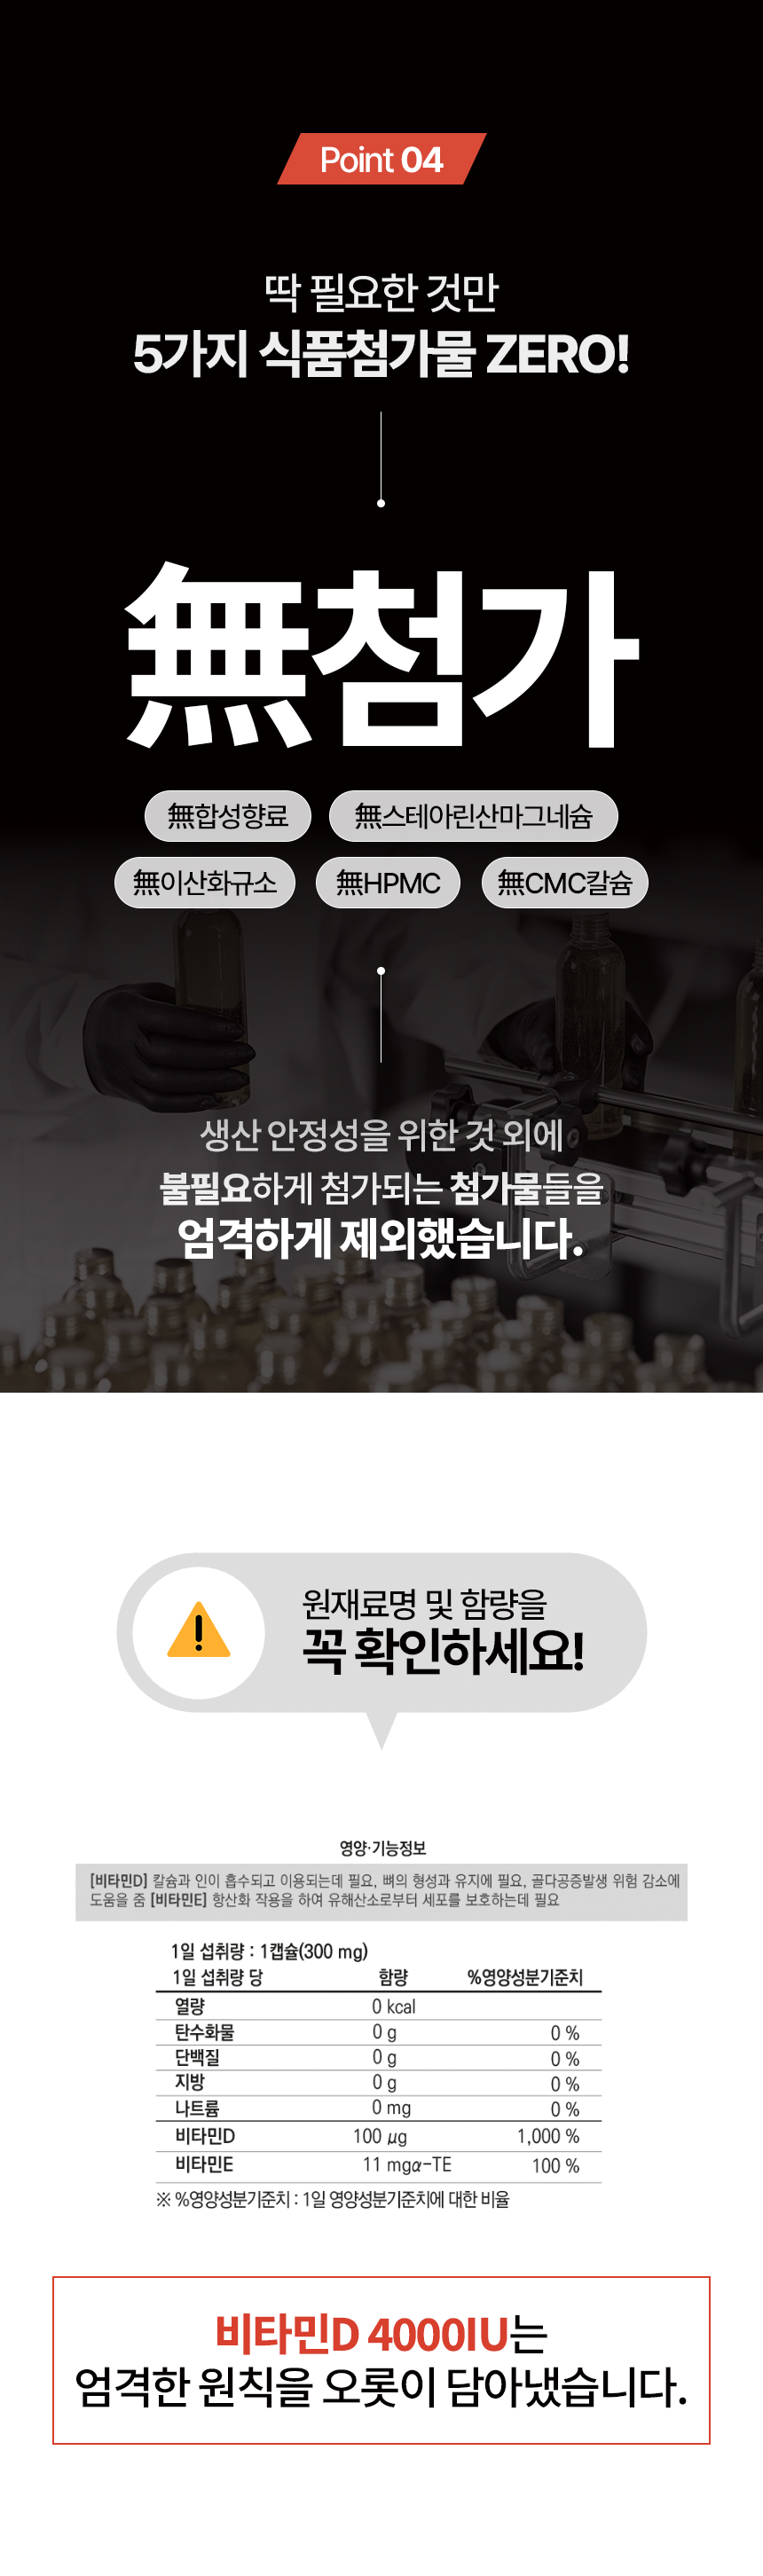 Point 04
딱 필요한 것만
5가지 식품첨가물 ZERO!
無첨가
無합성향료 無스테아린산마그네슘
無이산화규소 無HPMC 無CMC칼슘
생산 안정성을 위한 것 외에
불필요하게 첨가되는 첨가물들을
엄격하게 제외했습니다.
원재료명 및 함량을
꼭 확인하세요!
영양·기능정보
[비타민D] 칼슘과 인이 흡수되고 이용되는데 필요, 뼈의 형성과 유지에 필요, 골다공증발생 위험 감소에
도움을 줌 [비타민E] 항산화 작용을 하여 유해산소로부터 세포를 보호하는데 필요
1일 섭취량 : 1캡슐(300 mg)
1일 섭취량 당 함량 %영양성분기준치
열량 0 kcal
탄수화물 0 g 0 %
단백질 0 g 0 %
지방 0 g 0 %
나트륨 0 mg 0 %
비타민D 100 μg 1,000 %
비타민E 11 mgα-TE 100 %
※ %영양성분기준치 : 1일 영양성분기준치에 대한 비율
비타민D 4000IU는
엄격한 원칙을 오롯이 담아냈습니다.